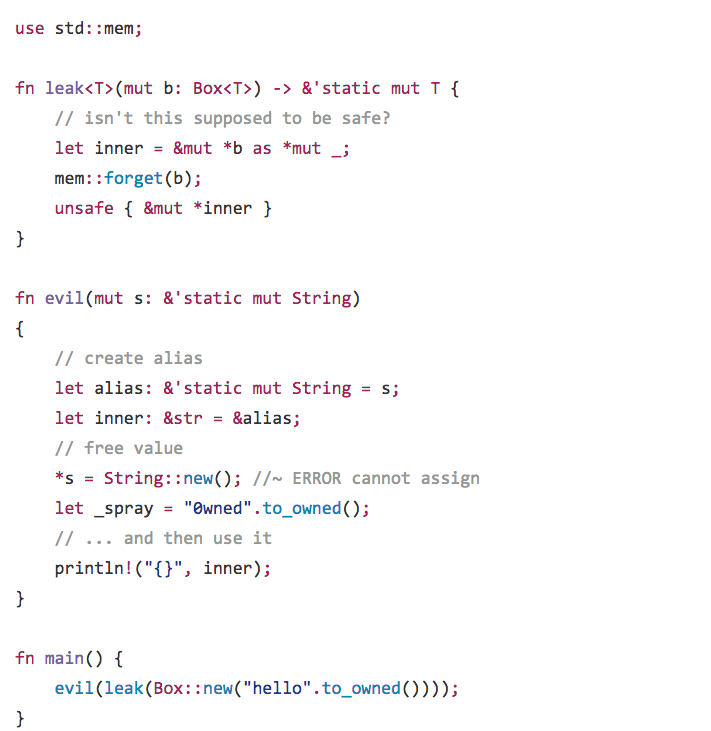 use std::mem;
fn leak<T>(mut b: Box<T>) -> &'static mut T {
// isn't this supposed to be safe?
let inner = &mut *b as *mut _;
mem::forget(b);
unsafe { &mut *inner }
}
fn evil(mut s: &'static mut String)
{
// create alias
let alias: &'static mut String = s;
let inner: &str = &alias;
// free value
*s = String::new(); //~ ERROR cannot assign
let _spray = "0wned".to_owned();
// ... and then use it
println!("{}", inner);
}
fn main() {
evil(leak(Box::new("hello".to_owned())));
}